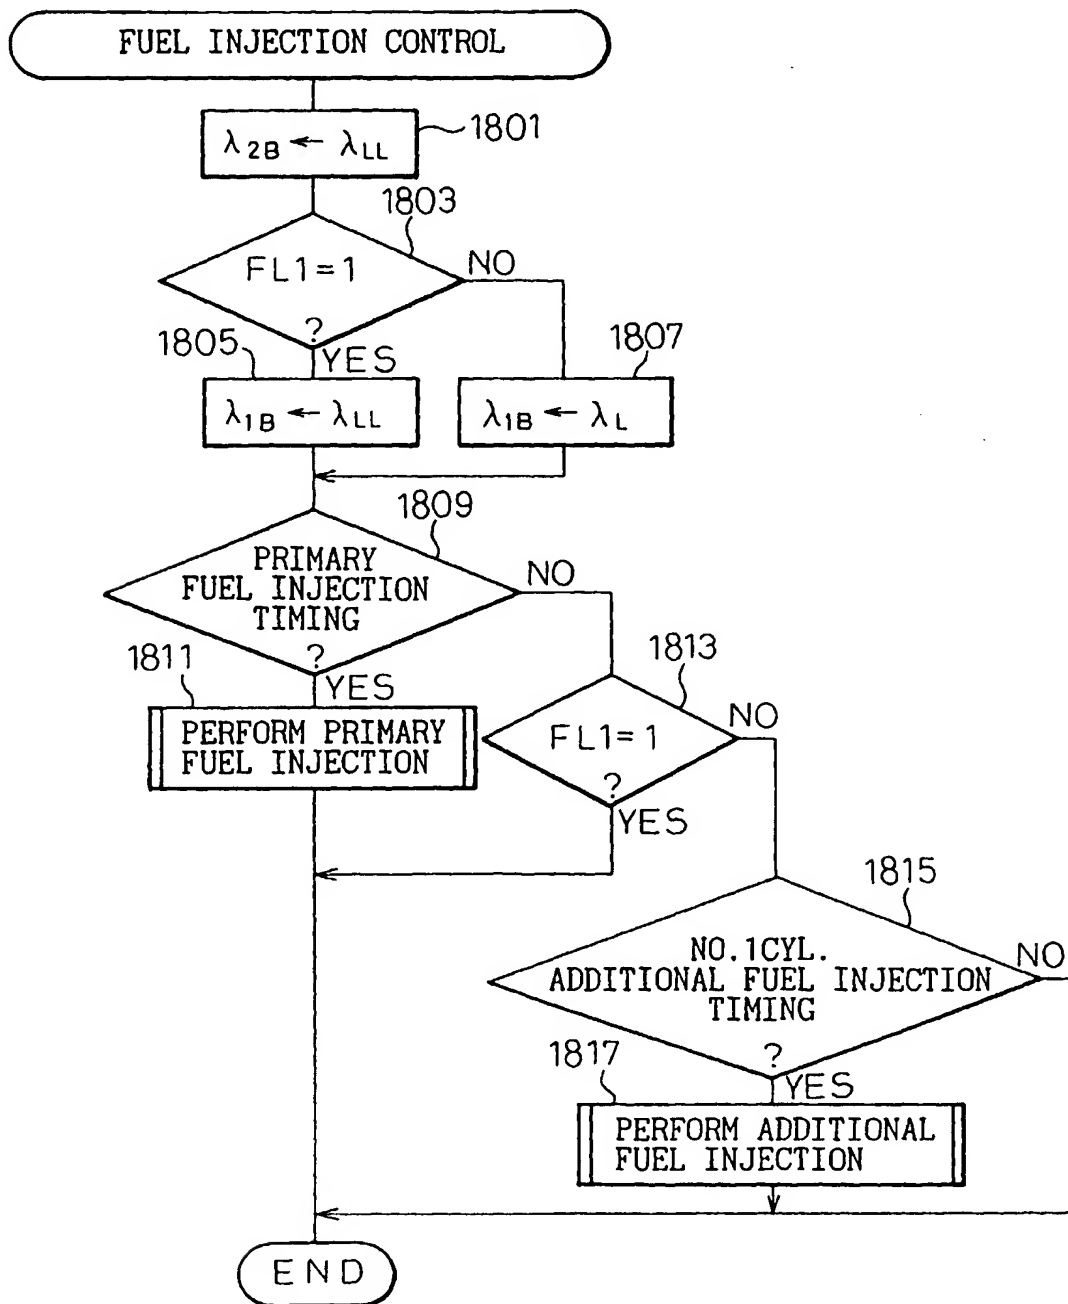 FUEL INJECTION CONTROL
λ2B ← λLL
1801
1803
FL1=1
?
NO
YES
1805
λ1B ← λLL
1807
λ1B ← λL
1809
PRIMARY
FUEL INJECTION
TIMING
?
NO
YES
1811
PERFORM PRIMARY
FUEL INJECTION
1813
FL1=1
?
NO
YES
1815
NO.1CYL.
ADDITIONAL FUEL INJECTION
TIMING
?
NO
YES
1817
PERFORM ADDITIONAL
FUEL INJECTION
END